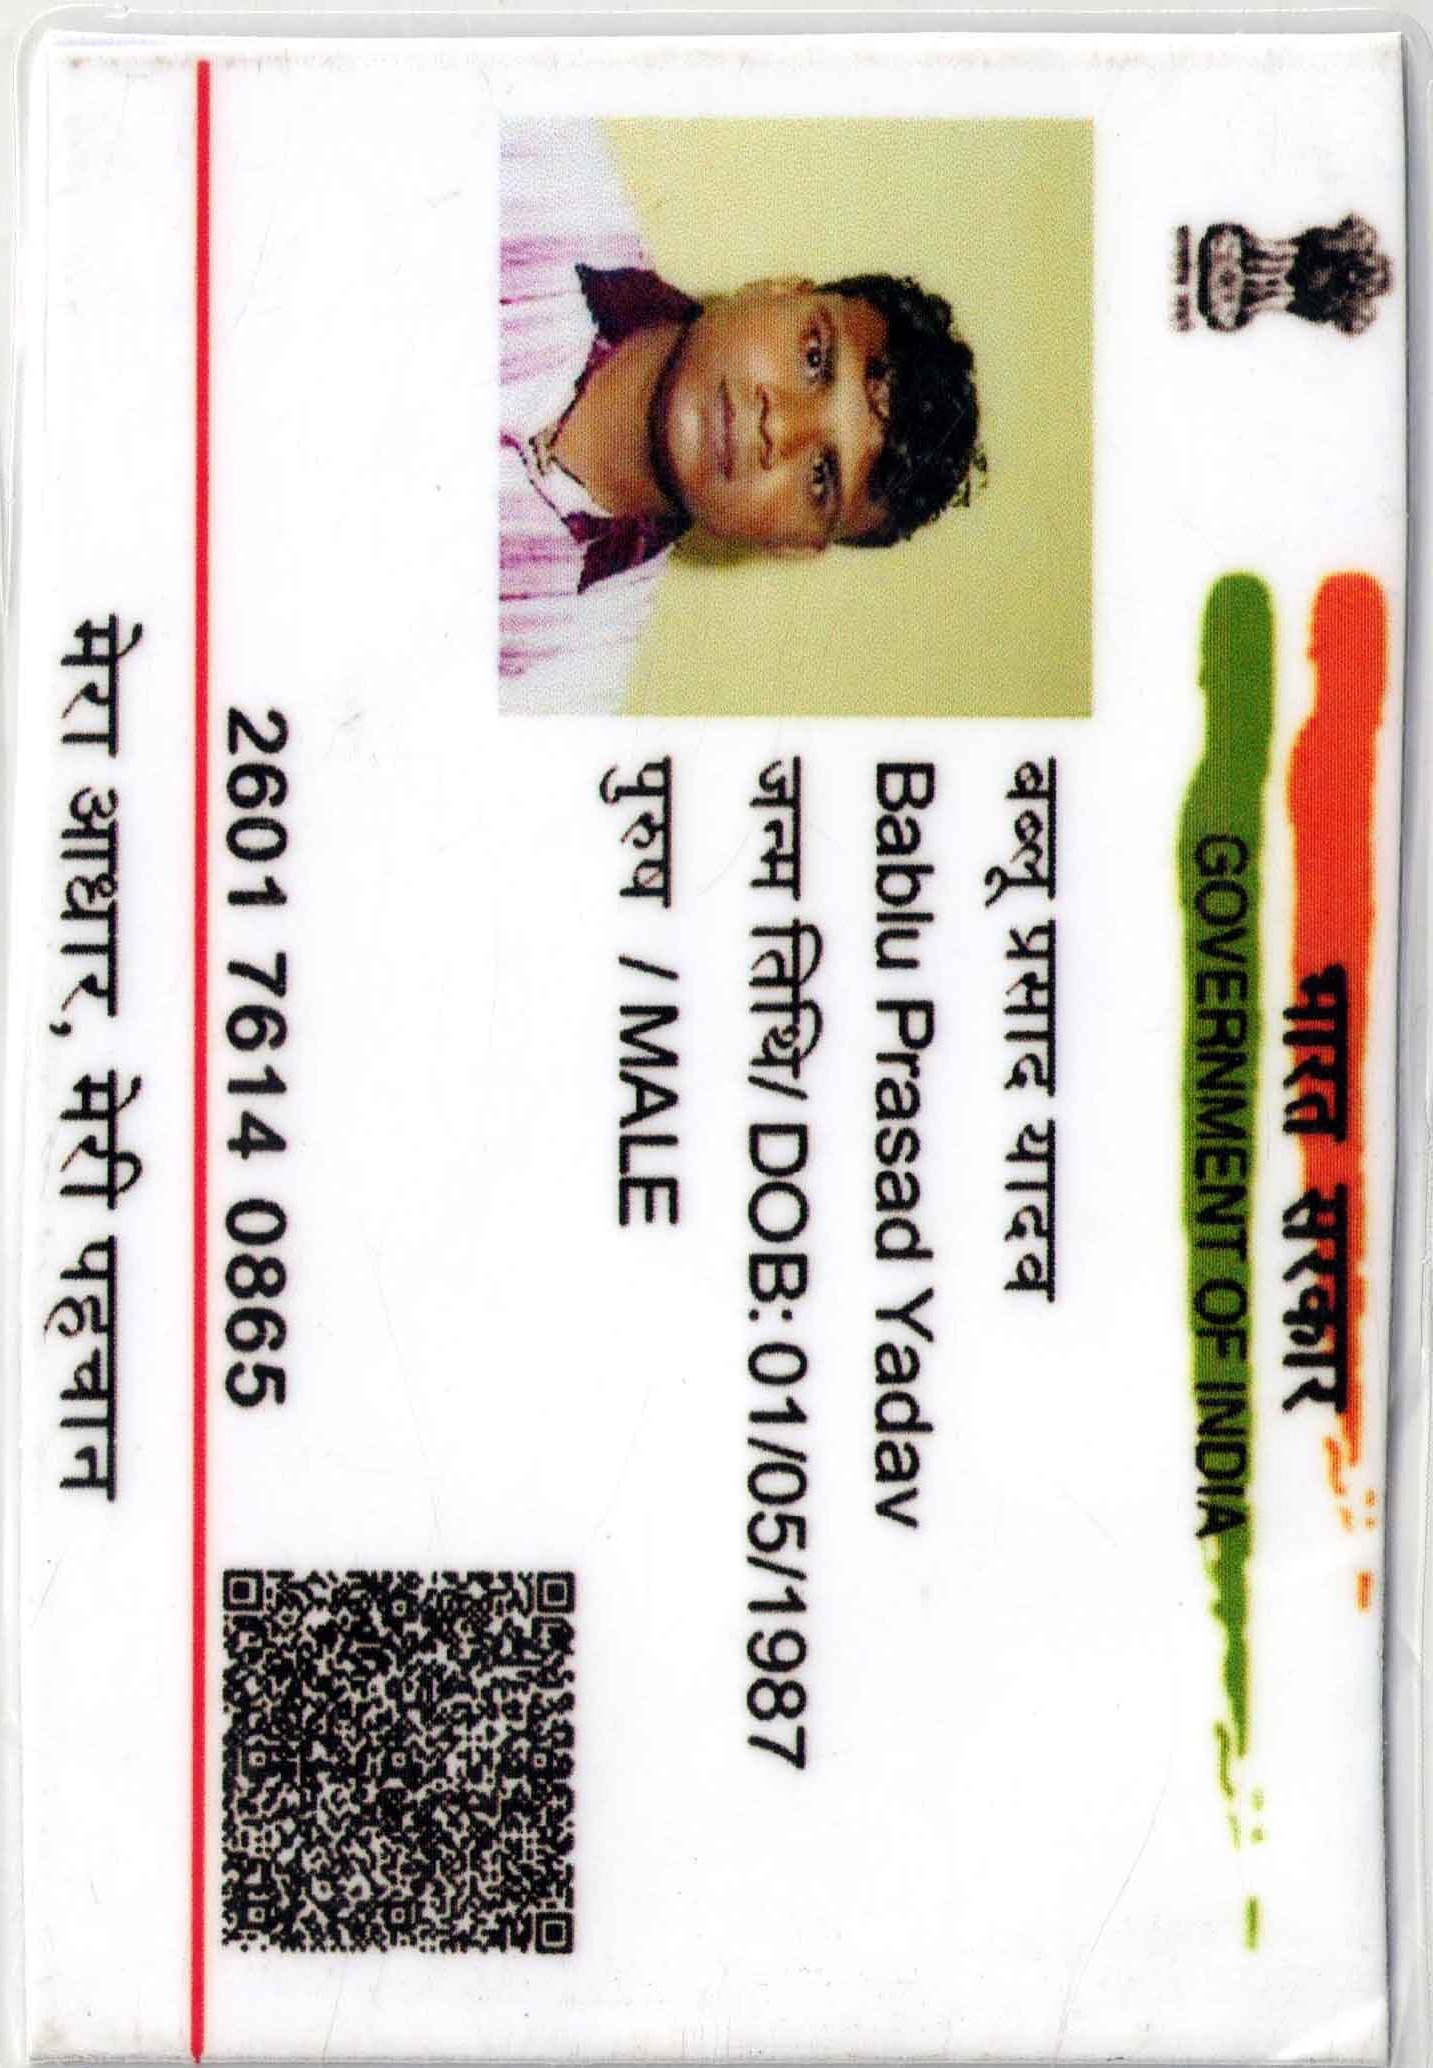 भारत सरकार
GOVERNMENT OF INDIA
बब्लू प्रसाद यादव
Bablu Prasad Yadav
जन्म तिथि/ DOB: 01/05/1987
पुरुष / MALE
2601 7614 0865
मेरा आधार, मेरी पहचान